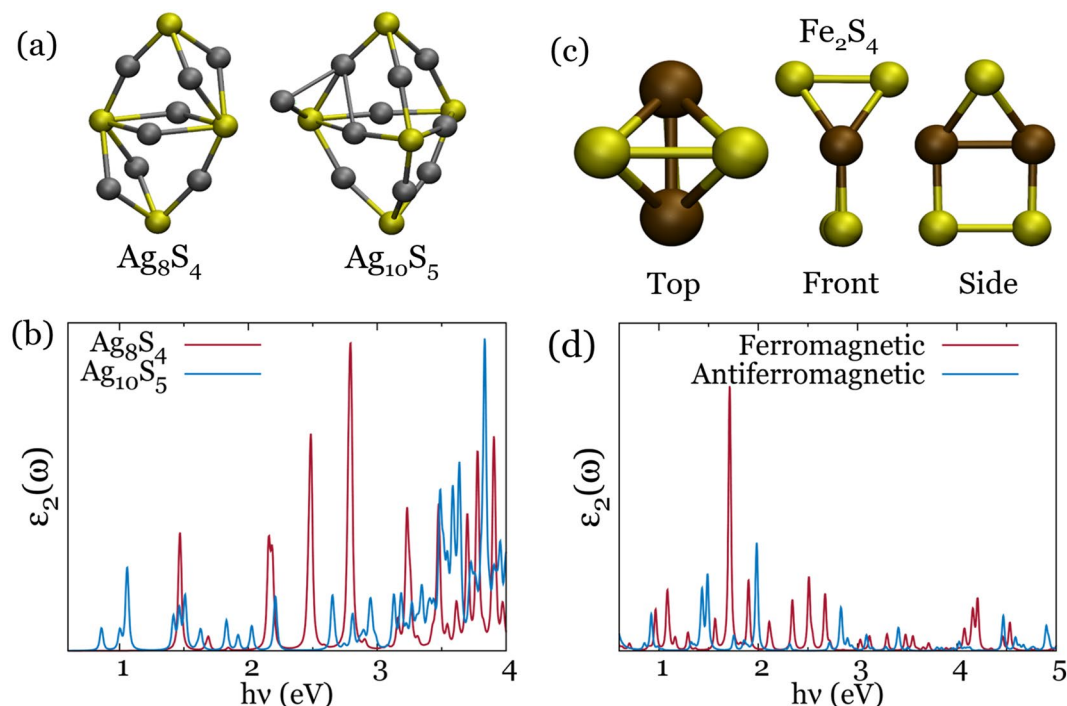 (a)
Ag₈S₄
Ag₁₀S₅
(c)
Fe₂S₄
Top
Front
Side
(b)
Ag₈S₄
Ag₁₀S₅
ε₂(ω)
1
2
3
4
hν (eV)
(d)
Ferromagnetic
Antiferromagnetic
ε₂(ω)
1
2
3
4
5
hν (eV)